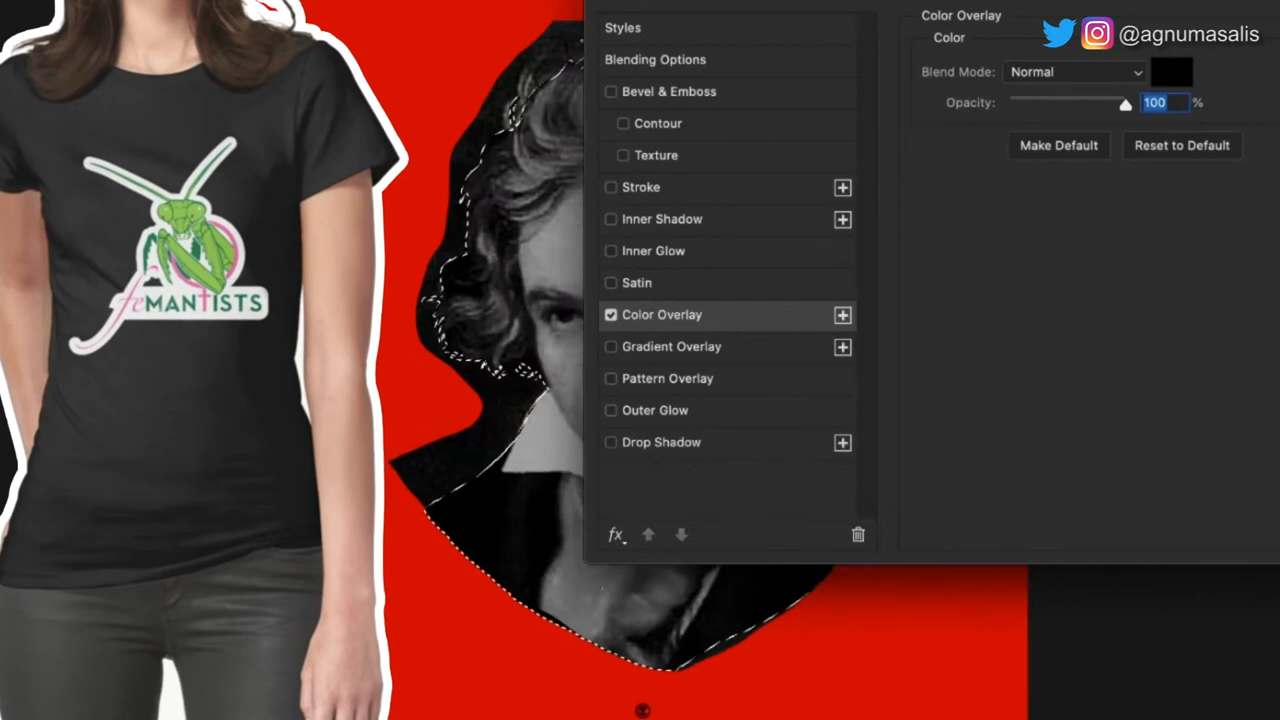 Color Overlay
@agnumasalis
Styles
Color
Blending Options
Blend Mode: Normal
Bevel & Emboss
Opacity: 100 %
Contour
Make Default Reset to Default
Texture
Stroke
Inner Shadow
Inner Glow
Satin
feMANTISTS
Color Overlay
Gradient Overlay
Pattern Overlay
Outer Glow
Drop Shadow
fx